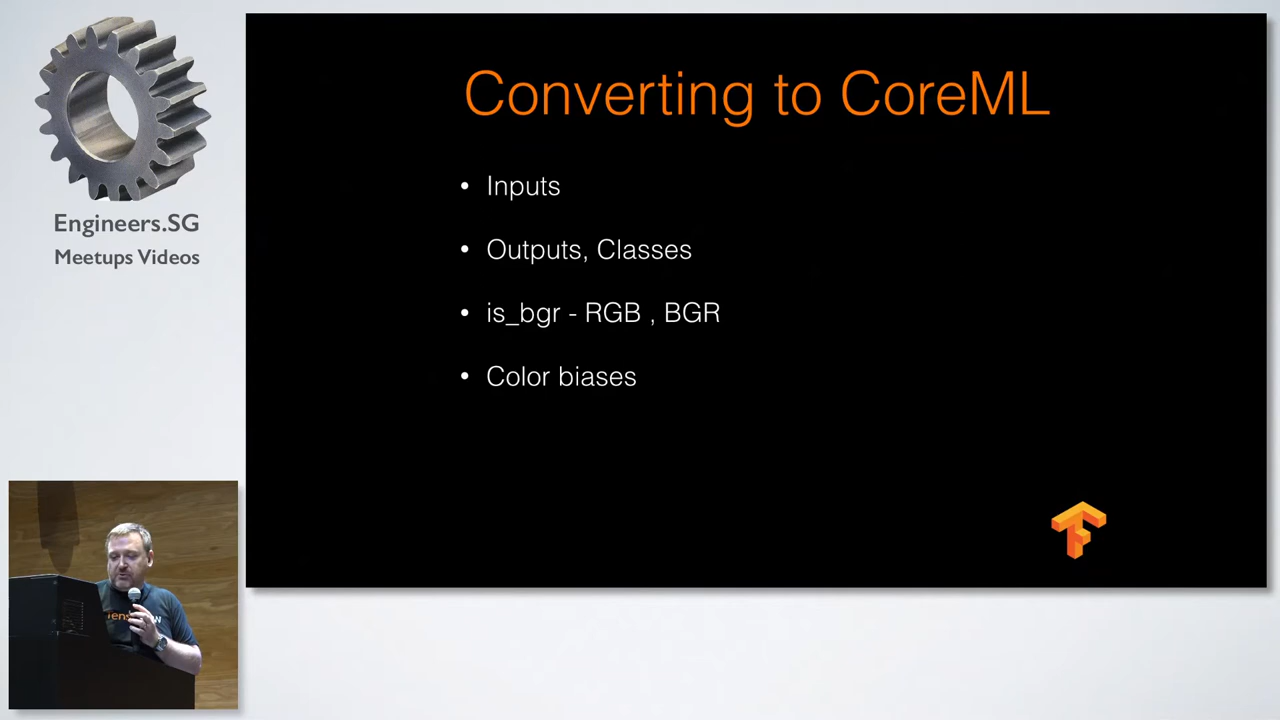 Engineers.SG
Meetups Videos
Converting to CoreML
• Inputs
• Outputs, Classes
• is_bgr - RGB , BGR
• Color biases